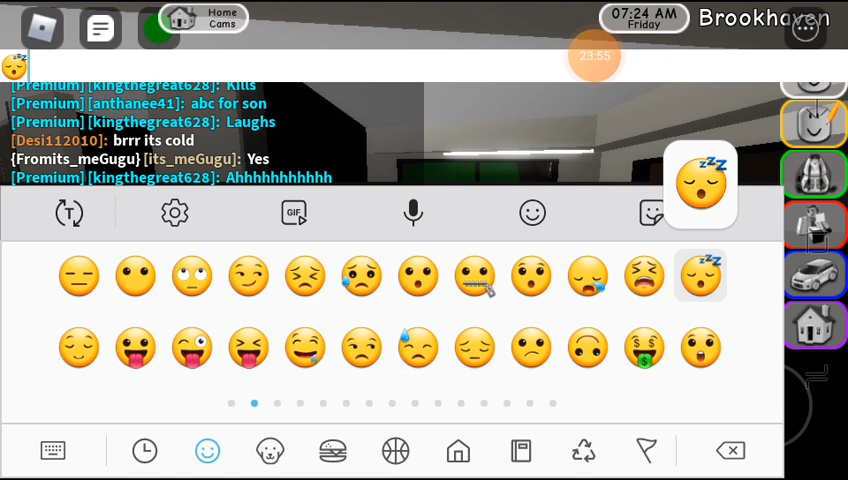 Home
Cams
07:24 AM
Friday
Brookhaven
23:55
[Premium] [kingthegreat628]: Kills
[Premium] [anthanee41]: abc for son
[Premium] [kingthegreat628]: Laughs
[Desi112010]: brrr its cold
{Fromits_meGugu} [its_meGugu]: Yes
[Premium] [kingthegreat628]: Ahhhhhhhhhhh
T
GIF